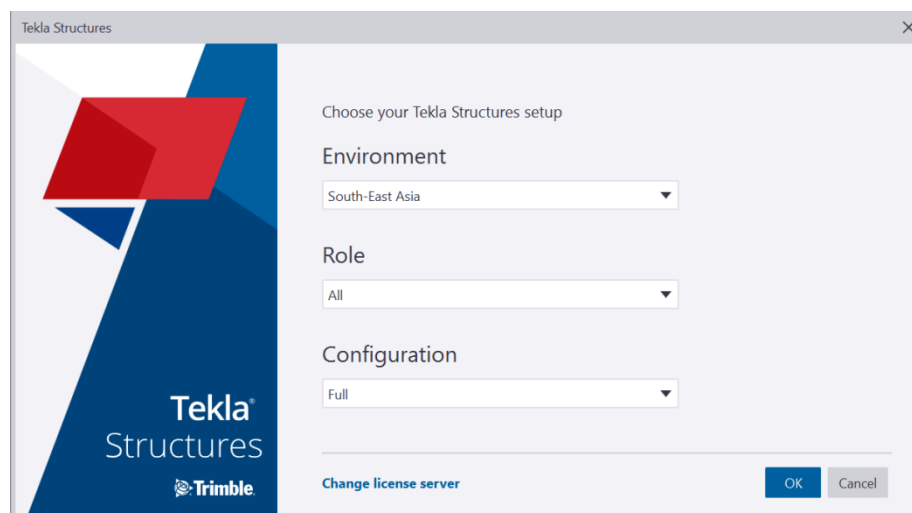 Tekla Structures
Choose your Tekla Structures setup
Environment
South-East Asia
Role
All
Configuration
Full
Tekla®
Structures
Trimble.
Change license server
OK
Cancel